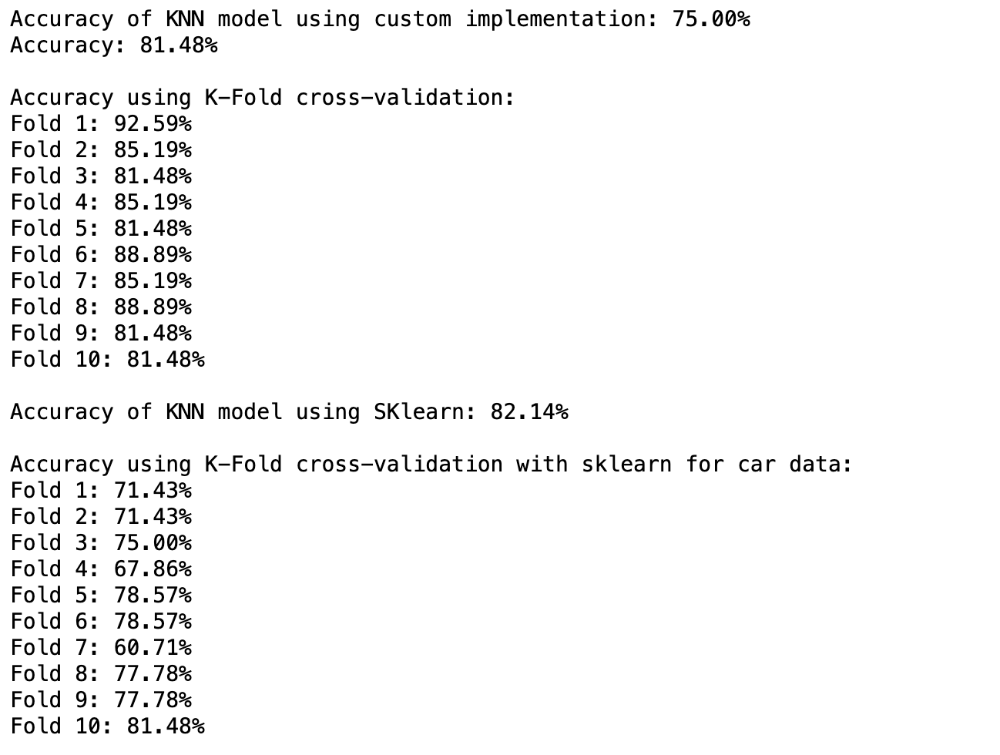 Accuracy of KNN model using custom implementation: 75.00%
Accuracy: 81.48%
Accuracy using K-Fold cross-validation:
Fold 1: 92.59%
Fold 2: 85.19%
Fold 3: 81.48%
Fold 4: 85.19%
Fold 5: 81.48%
Fold 6: 88.89%
Fold 7: 85.19%
Fold 8: 88.89%
Fold 9: 81.48%
Fold 10: 81.48%
Accuracy of KNN model using SKlearn: 82.14%
Accuracy using K-Fold cross-validation with sklearn for car data:
Fold 1: 71.43%
Fold 2: 71.43%
Fold 3: 75.00%
Fold 4: 67.86%
Fold 5: 78.57%
Fold 6: 78.57%
Fold 7: 60.71%
Fold 8: 77.78%
Fold 9: 77.78%
Fold 10: 81.48%